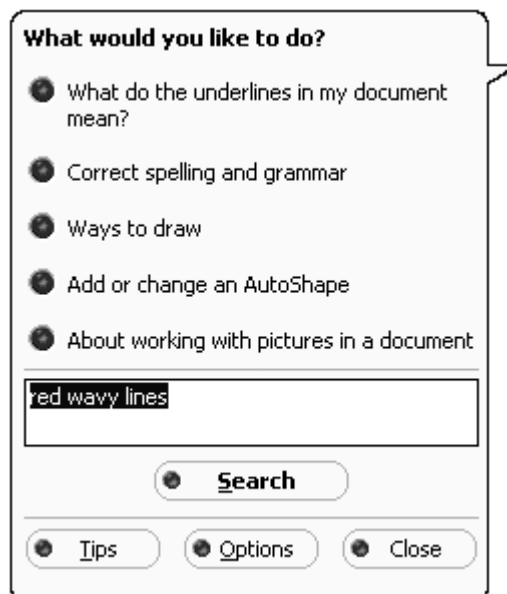 What would you like to do?
What do the underlines in my document
mean?
Correct spelling and grammar
Ways to draw
Add or change an AutoShape
About working with pictures in a document
red wavy lines
Search
Tips Options Close